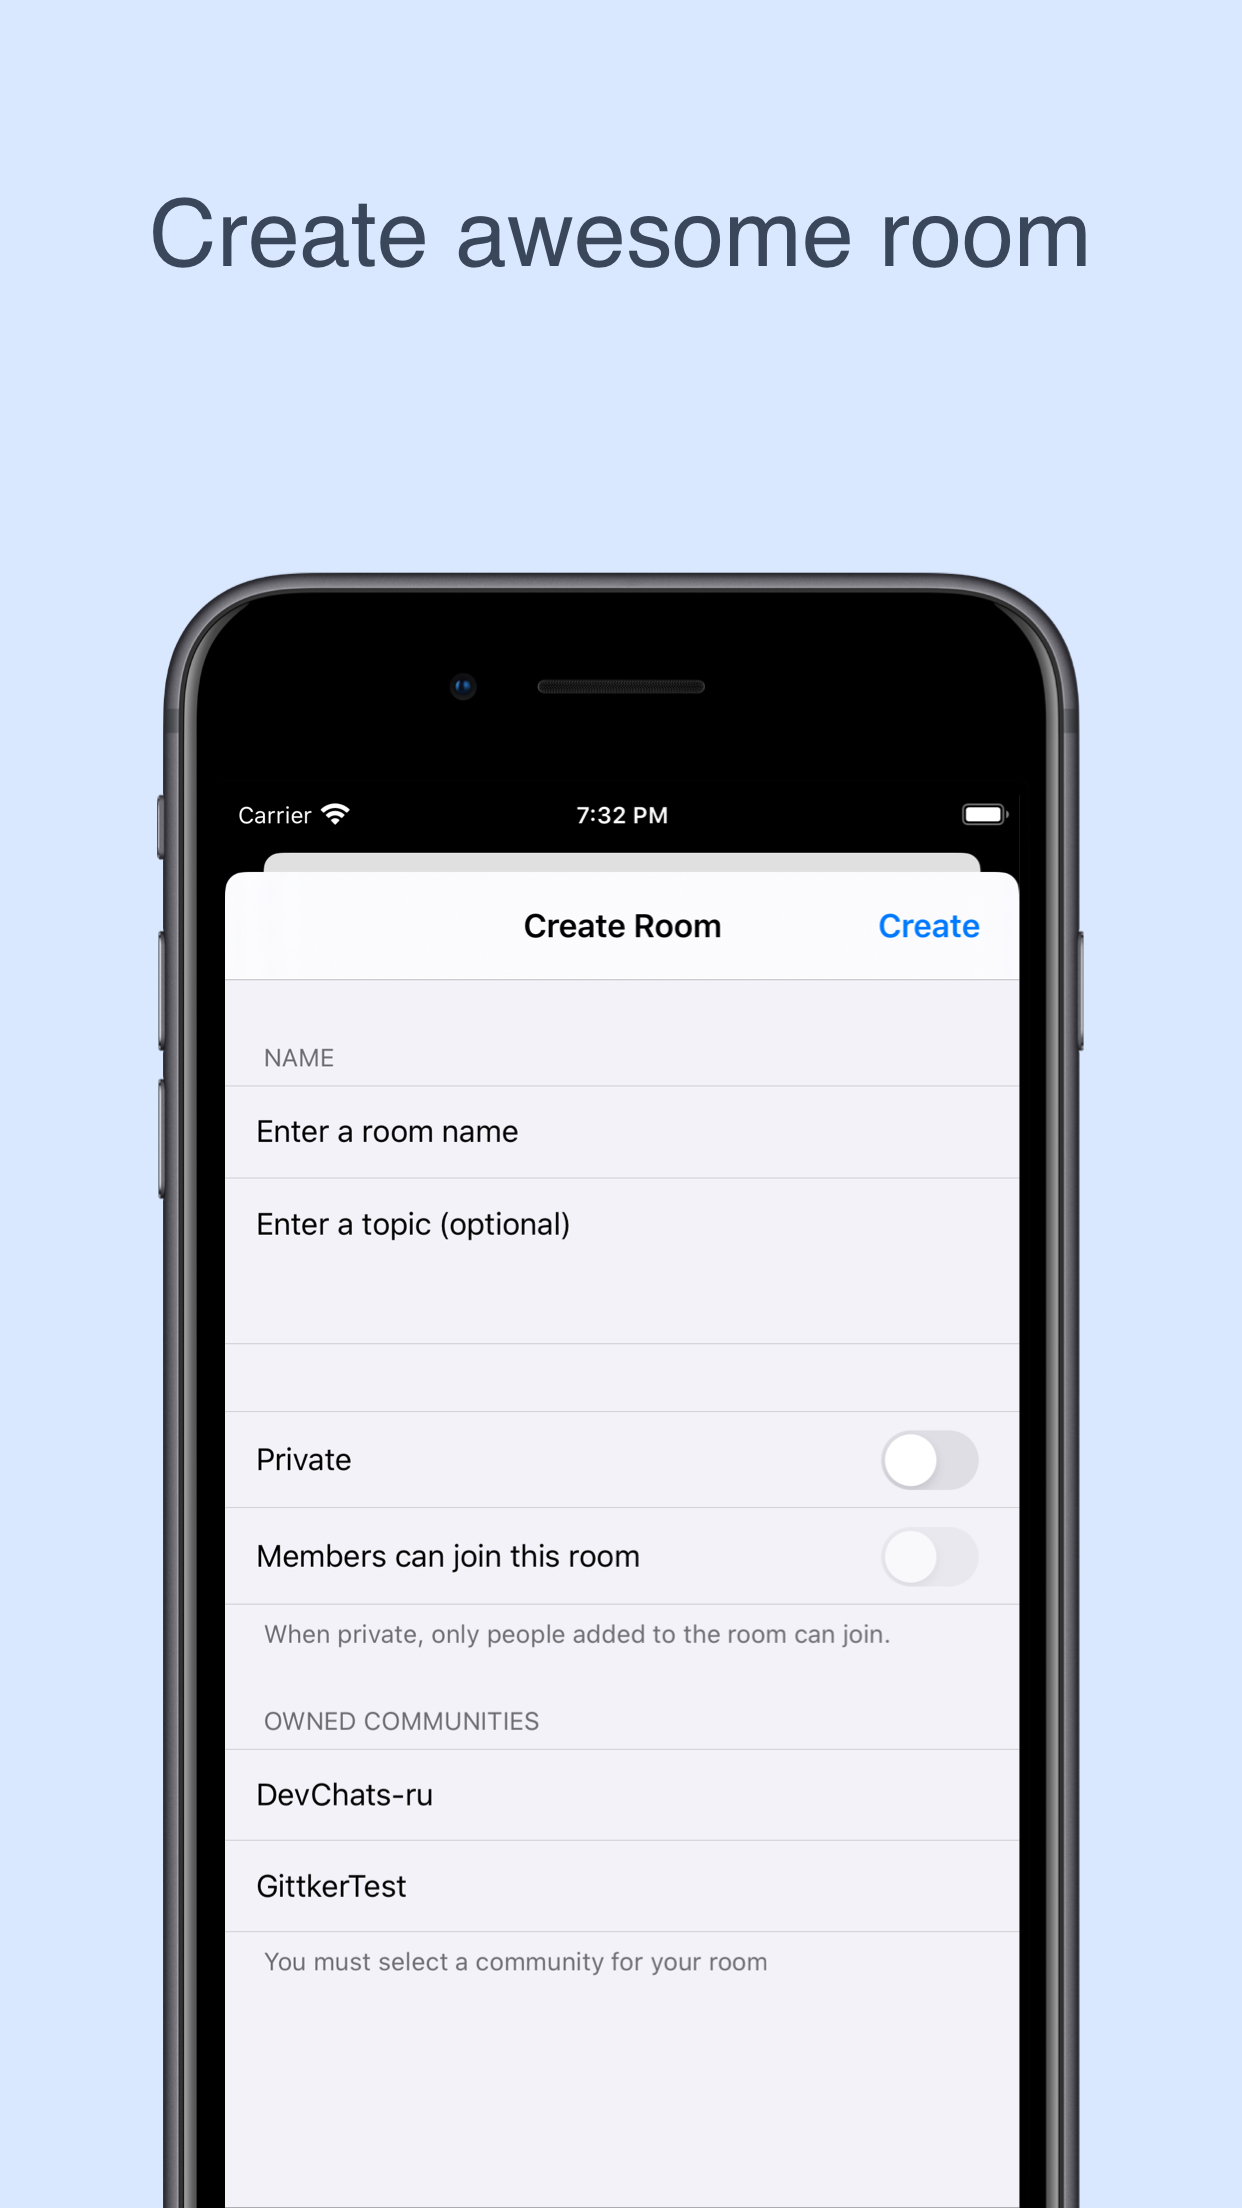 Create awesome room
Carrier 7:32 PM
Create Room Create
NAME
Enter a room name
Enter a topic (optional)
Private
Members can join this room
When private, only people added to the room can join.
OWNED COMMUNITIES
DevChats-ru
GittkerTest
You must select a community for your room